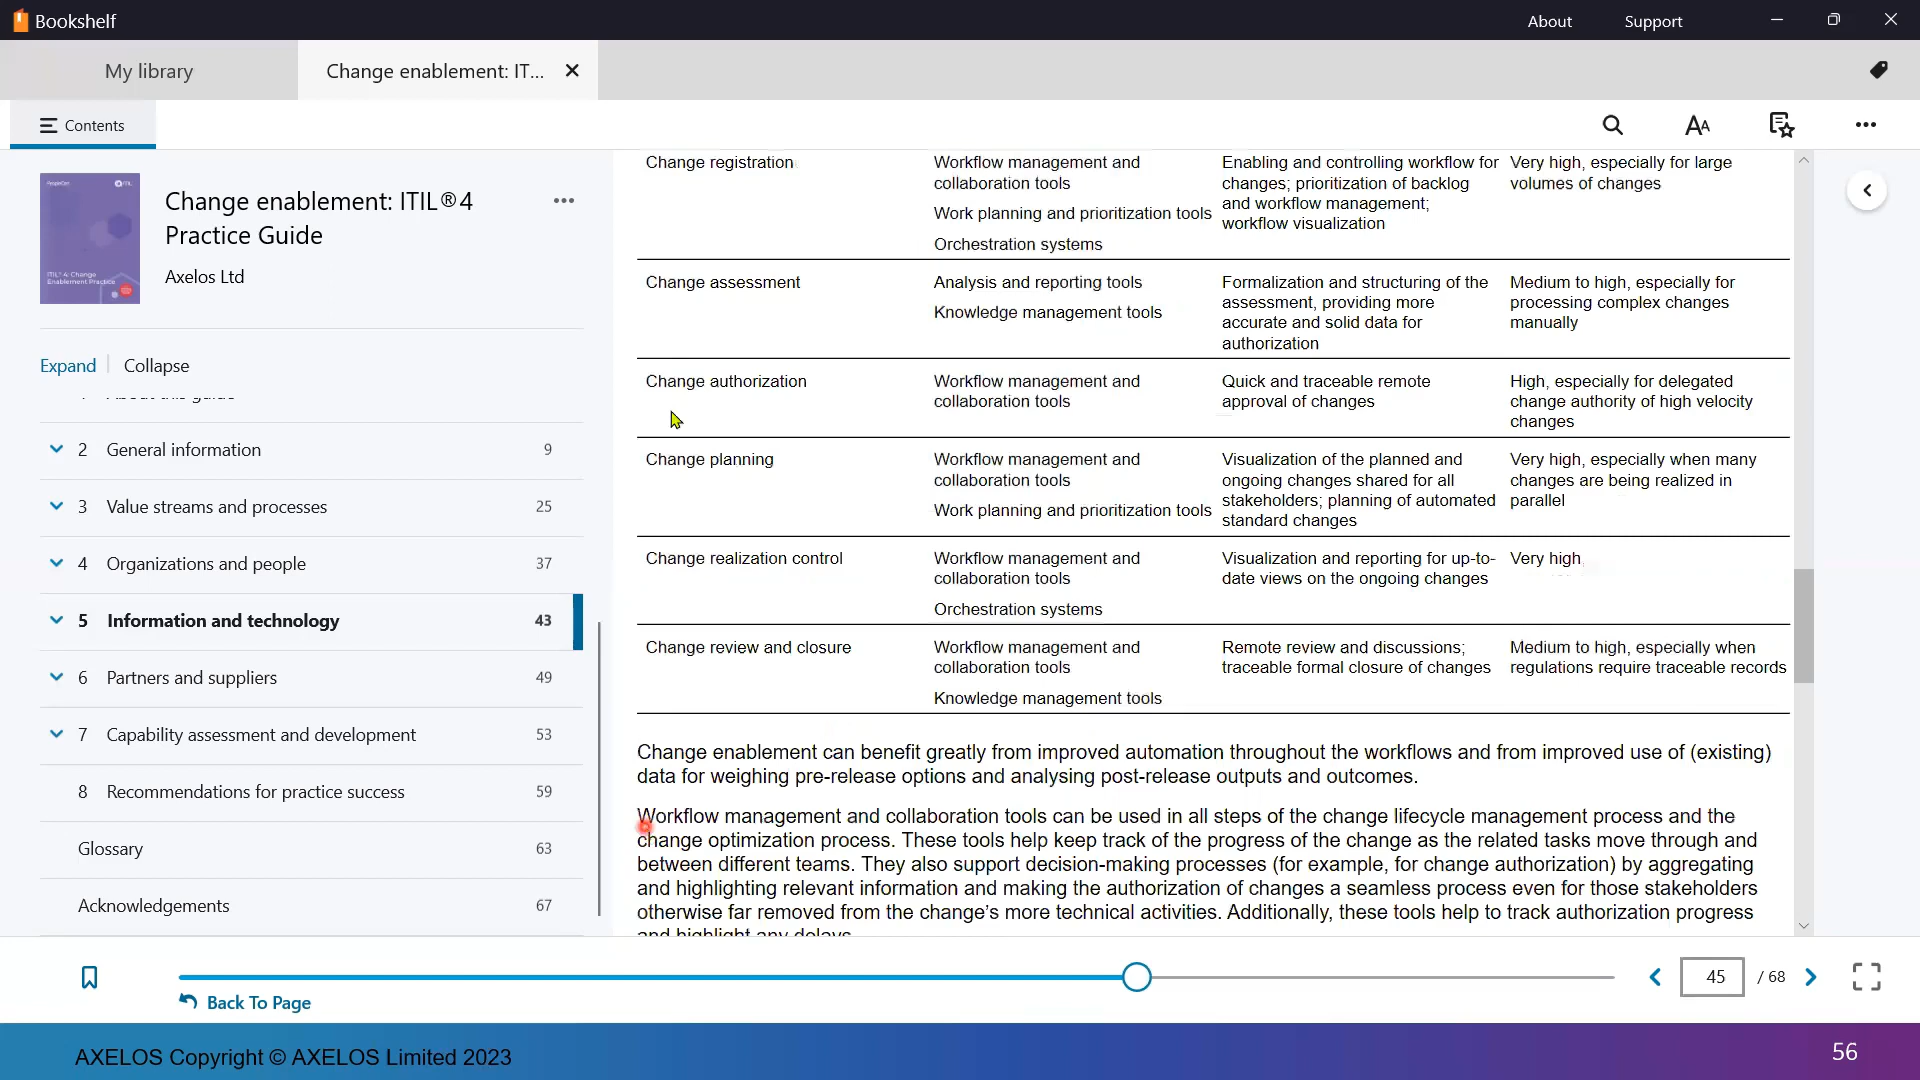 Bookshelf
About
Support
My library
Change enablement: IT...
Contents
Change enablement: ITIL®4
Practice Guide
Axelos Ltd
ITIL® 4: Change
Enablement Practice
Expand
Collapse
2 General information 9
3 Value streams and processes 25
4 Organizations and people 37
5 Information and technology 43
6 Partners and suppliers 49
7 Capability assessment and development 53
8 Recommendations for practice success 59
Glossary 63
Acknowledgements 67
Change registration
Workflow management and
collaboration tools
Work planning and prioritization tools
Orchestration systems
Enabling and controlling workflow for
changes; prioritization of backlog
and workflow management;
workflow visualization
Very high, especially for large
volumes of changes
Change assessment
Analysis and reporting tools
Knowledge management tools
Formalization and structuring of the
assessment, providing more
accurate and solid data for
authorization
Medium to high, especially for
processing complex changes
manually
Change authorization
Workflow management and
collaboration tools
Quick and traceable remote
approval of changes
High, especially for delegated
change authority of high velocity
changes
Change planning
Workflow management and
collaboration tools
Work planning and prioritization tools
Visualization of the planned and
ongoing changes shared for all
stakeholders; planning of automated
standard changes
Very high, especially when many
changes are being realized in
parallel
Change realization control
Workflow management and
collaboration tools
Orchestration systems
Visualization and reporting for up-to-
date views on the ongoing changes
Very high,
Change review and closure
Workflow management and
collaboration tools
Knowledge management tools
Remote review and discussions;
traceable formal closure of changes
Medium to high, especially when
regulations require traceable records
Change enablement can benefit greatly from improved automation throughout the workflows and from improved use of (existing)
data for weighing pre-release options and analysing post-release outputs and outcomes.
Workflow management and collaboration tools can be used in all steps of the change lifecycle management process and the
change optimization process. These tools help keep track of the progress of the change as the related tasks move through and
between different teams. They also support decision-making processes (for example, for change authorization) by aggregating
and highlighting relevant information and making the authorization of changes a seamless process even for those stakeholders
otherwise far removed from the change’s more technical activities. Additionally, these tools help to track authorization progress
and highlight any delays.
Back To Page
45 / 68
AXELOS Copyright © AXELOS Limited 2023
56